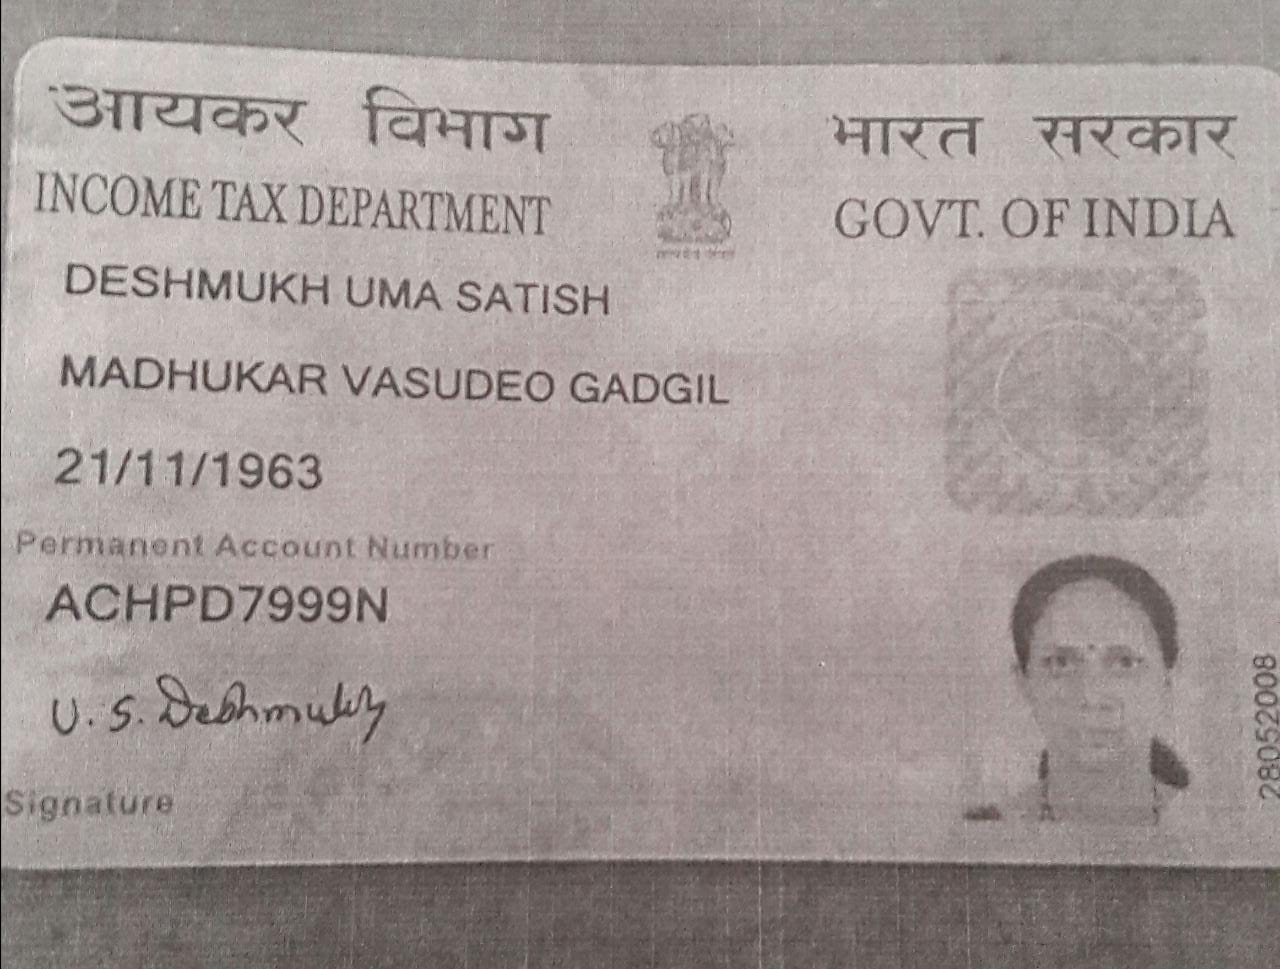 आयकर विभाग
भारत सरकार
INCOME TAX DEPARTMENT
GOVT. OF INDIA
DESHMUKH UMA SATISH
MADHUKAR VASUDEO GADGIL
21/11/1963
Permanent Account Number
ACHPD7999N
U. S. Deshmukh
Signature
28052008